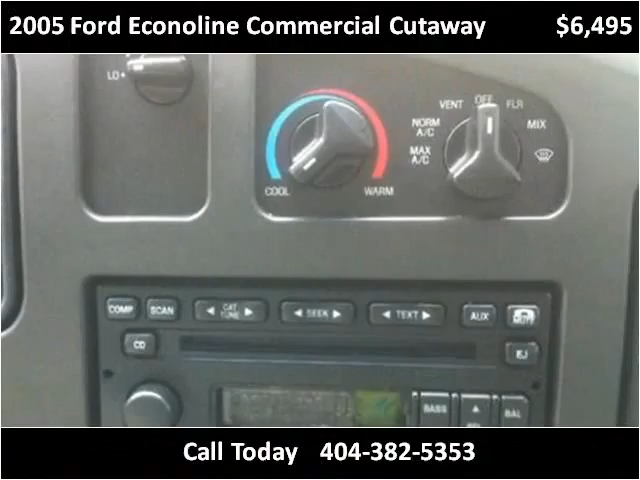 2005 Ford Econoline Commercial Cutaway $6,495
LO
VENT OFF FLR
NORM A/C MIX
MAX A/C
COOL WARM
COMP SCAN CAT TUNE SEEK TEXT AUX MUTE
CD EJ
BASS BAL
Call Today 404-382-5353